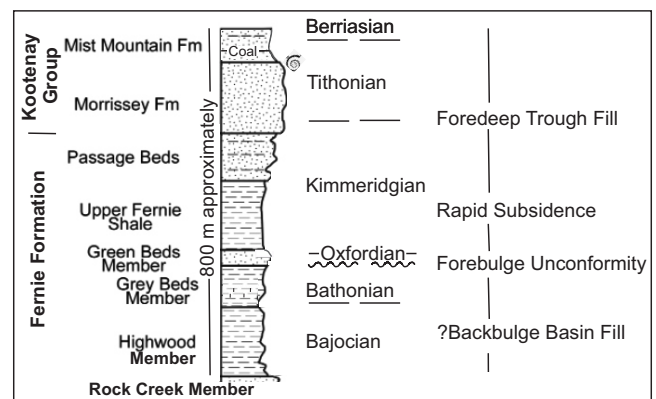 Kootenay
Group
Fernie Formation
Mist Mountain Fm
Morrissey Fm
Passage Beds
Upper Fernie
Shale
Green Beds
Member
Grey Beds
Member
Highwood
Member
Rock Creek Member
800 m approximately
Coal
Berriasian
Tithonian
Kimmeridgian
Oxfordian
Bathonian
Bajocian
Foredeep Trough Fill
Rapid Subsidence
Forebulge Unconformity
?Backbulge Basin Fill